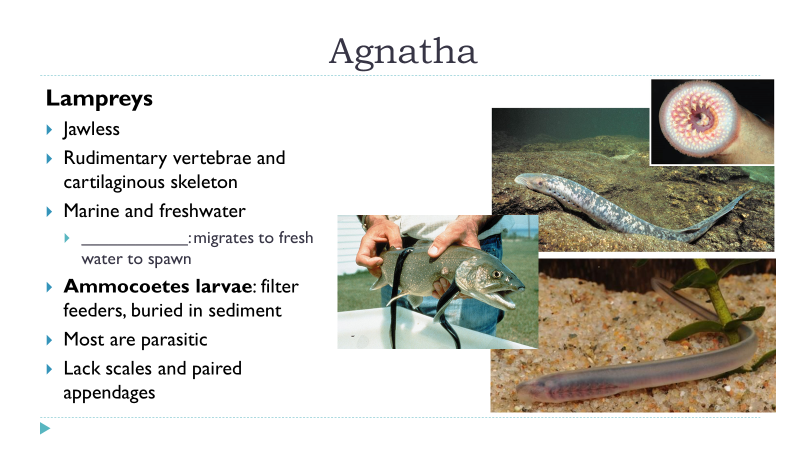 Agnatha
Lampreys
Jawless
Rudimentary vertebrae and
cartilaginous skeleton
Marine and freshwater
____________: migrates to fresh
water to spawn
Ammocoetes larvae: filter
feeders, buried in sediment
Most are parasitic
Lack scales and paired
appendages